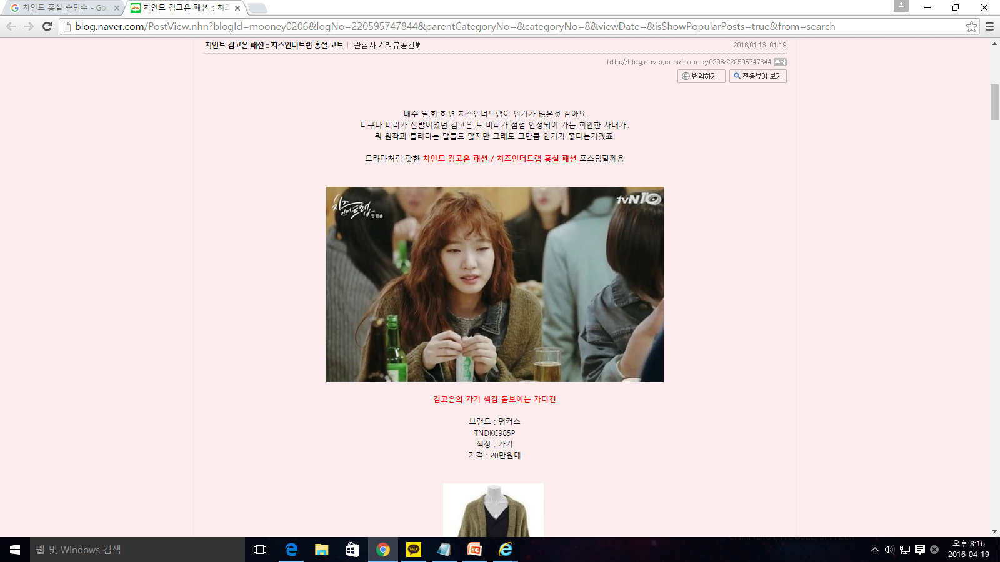 치인트 홍설 손민수 - Goo
치인트 김고은 패션 :: 치즈
blog.naver.com/PostView.nhn?blogId=mooney0206&logNo=220595747844&parentCategoryNo=&categoryNo=8&viewDate=&isShowPopularPosts=true&from=search
치인트 김고은 패션 :: 치즈인더트랩 홍설 코트 | 관심사 / 리뷰공간♥
2016.01.13. 01:19
http://blog.naver.com/mooney0206/220595747844 복사
번역하기 전용뷰어 보기
매주 월,화 하면 치즈인더트랩이 인기가 많은것 같아요
더구나 머리가 산발이였던 김고은 도 머리가 점점 안정되어 가는 희안한 사태가..
뭐 원작과 틀리다는 말들도 많지만 그래도 그만큼 인기가 좋다는거겠죠!
드라마처럼 핫한 치인트 김고은 패션 / 치즈인더트랩 홍설 패션 포스팅할께용
치즈
인더트랩
첫방송
tvN10
김고은의 카키 색감 돋보이는 가디건
브랜드 : 탱커스
TNDKC985P
색상 : 카키
가격 : 20만원대
웹 및 Windows 검색
TALK
오후 8:16
2016-04-19